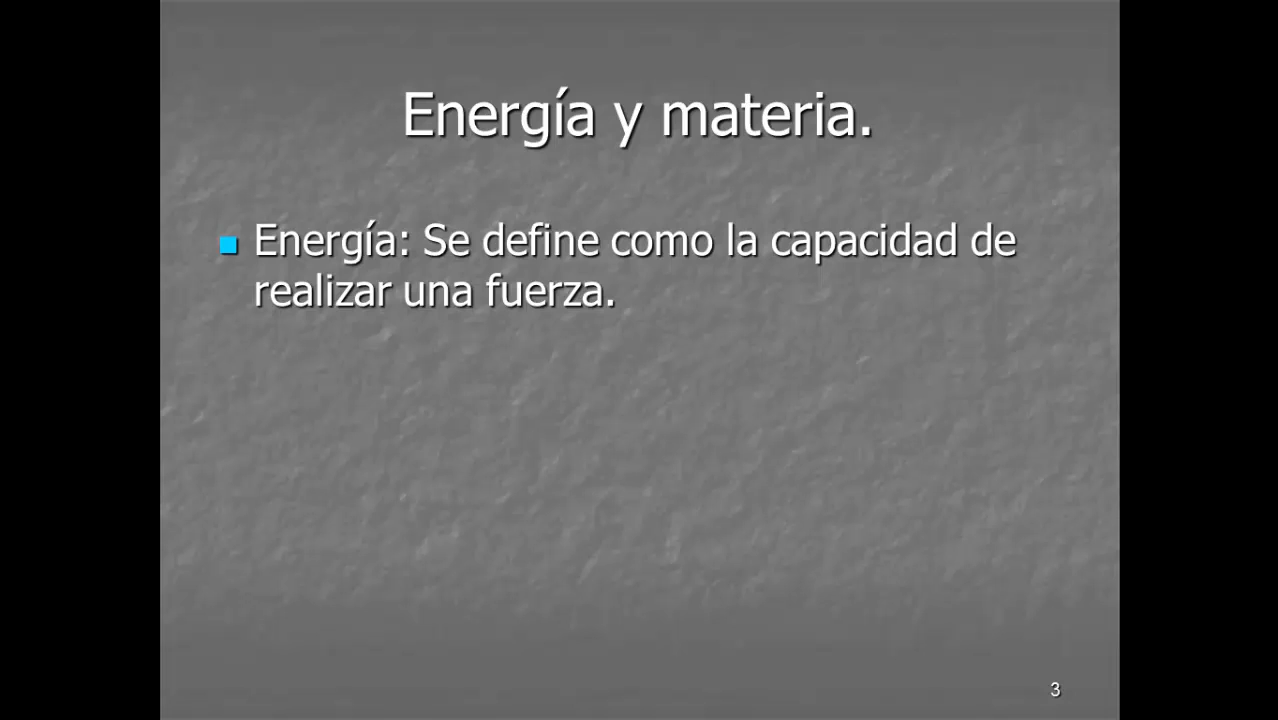 Energía y materia.
Energía: Se define como la capacidad de
realizar una fuerza.
3